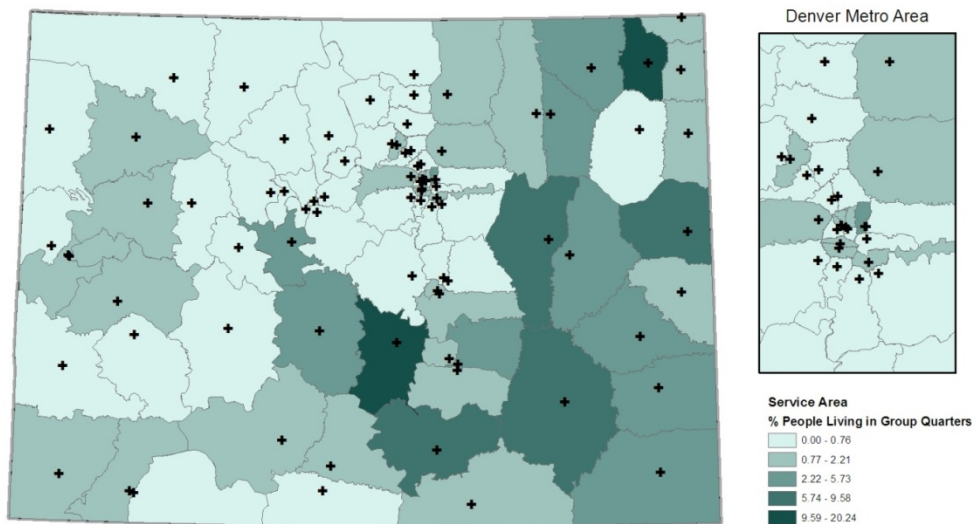 Denver Metro Area
Service Area
% People Living in Group Quarters
0.00 - 0.76
0.77 - 2.21
2.22 - 5.73
5.74 - 9.58
9.59 - 20.24